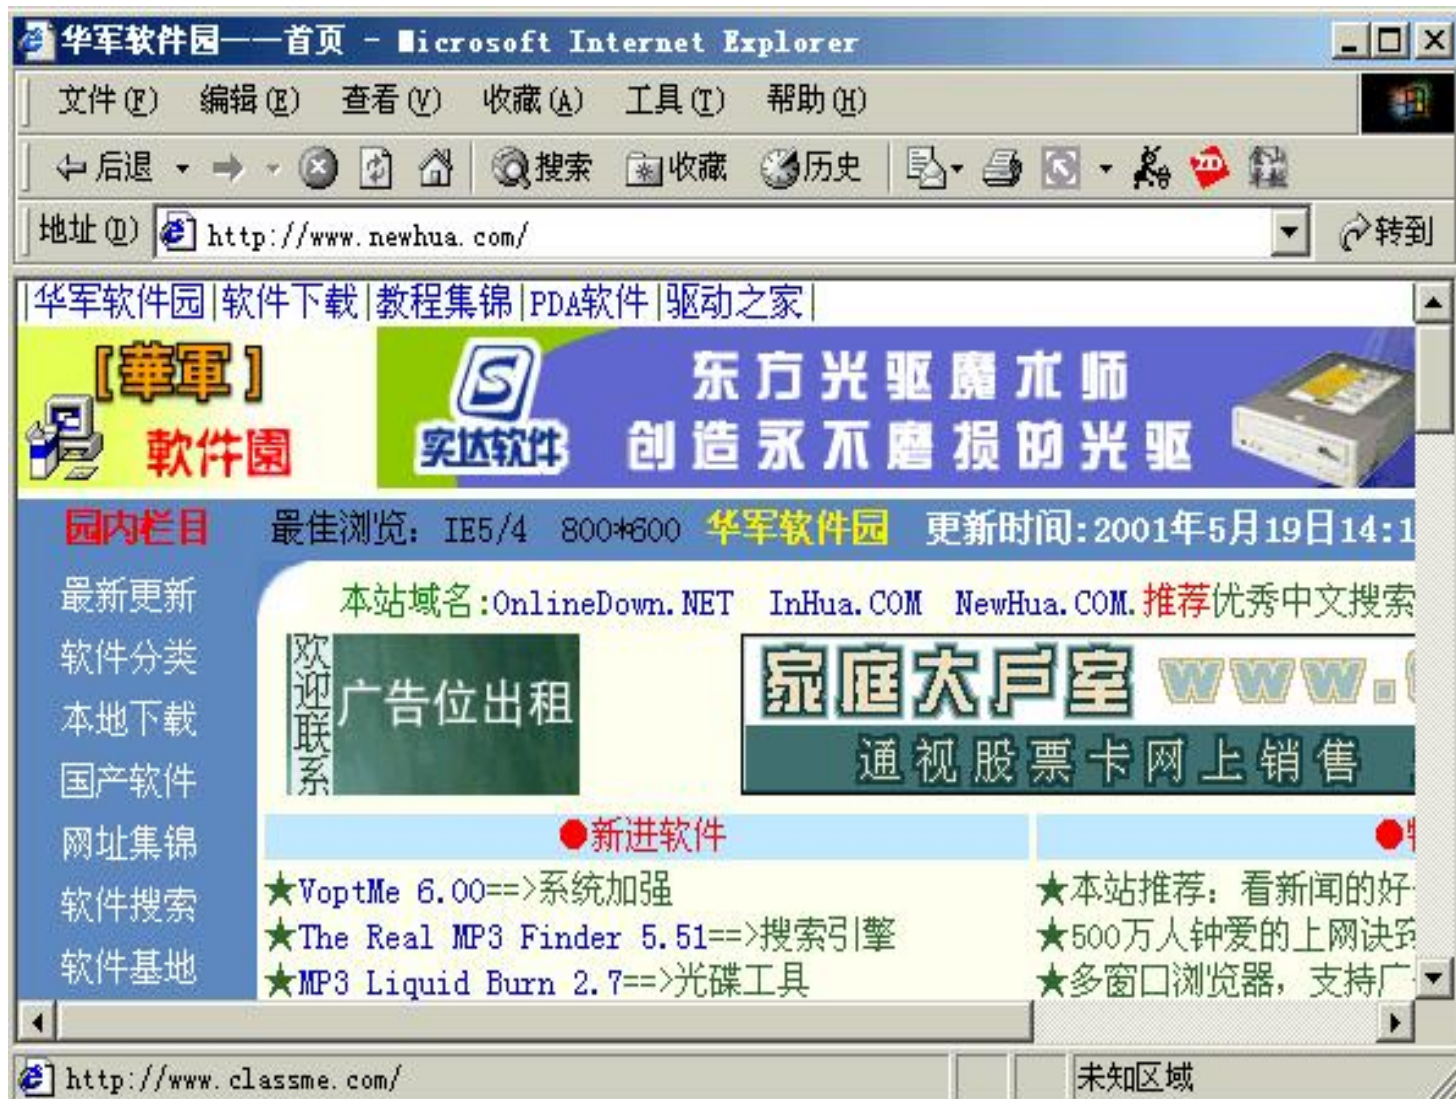 华军软件园——首页 - Microsoft Internet Explorer
文件(F) 编辑(E) 查看(V) 收藏(A) 工具(T) 帮助(H)
后退 搜索 收藏 历史
地址(D) http://www.newhua.com/ 转到
|华军软件园|软件下载|教程集锦|PDA软件|驱动之家|
[華軍]
軟件園
实达软件
东方光驱魔术师
创造永不磨损的光驱
园内栏目 最佳浏览: IE5/4 800*600 华军软件园 更新时间:2001年5月19日14:1
最新更新
软件分类
本地下载
国产软件
网址集锦
软件搜索
软件基地
本站域名:OnlineDown.NET InHua.COM NewHua.COM.推荐优秀中文搜索
欢迎联系
广告位出租
家庭大戶室 www.
通视股票卡网上销售
●新进软件
★VoptMe 6.00==>系统加强
★The Real MP3 Finder 5.51==>搜索引擎
★MP3 Liquid Burn 2.7==>光碟工具
★本站推荐: 看新闻的好
★500万人钟爱的上网决窍
★多窗口浏览器, 支持广
http://www.classme.com/ 未知区域